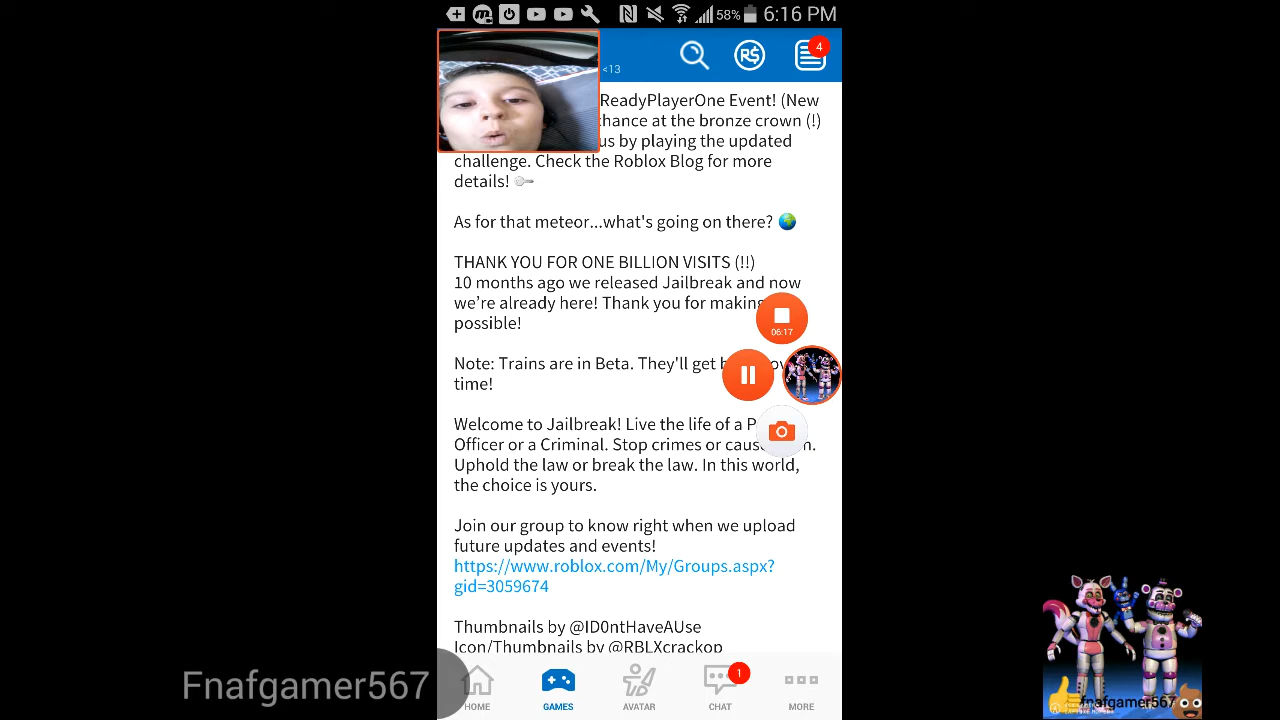 58% 6:16 PM
<13
R$
4
ReadyPlayerOne Event! (New
chance at the bronze crown (!)
us by playing the updated
challenge. Check the Roblox Blog for more
details!
As for that meteor...what's going on there?
THANK YOU FOR ONE BILLION VISITS (!!)
10 months ago we released Jailbreak and now
we're already here! Thank you for making
possible!
06:17
Note: Trains are in Beta. They'll get
time!
Welcome to Jailbreak! Live the life of a
Officer or a Criminal. Stop crimes or
Uphold the law or break the law. In this world,
the choice is yours.
Join our group to know right when we upload
future updates and events!
https://www.roblox.com/My/Groups.aspx?
gid=3059674
Thumbnails by @ID0ntHaveAUse
Icon/Thumbnails by @RBLXcrackop
1
HOME GAMES AVATAR CHAT MORE
Fnafgamer567
fnafgamer567